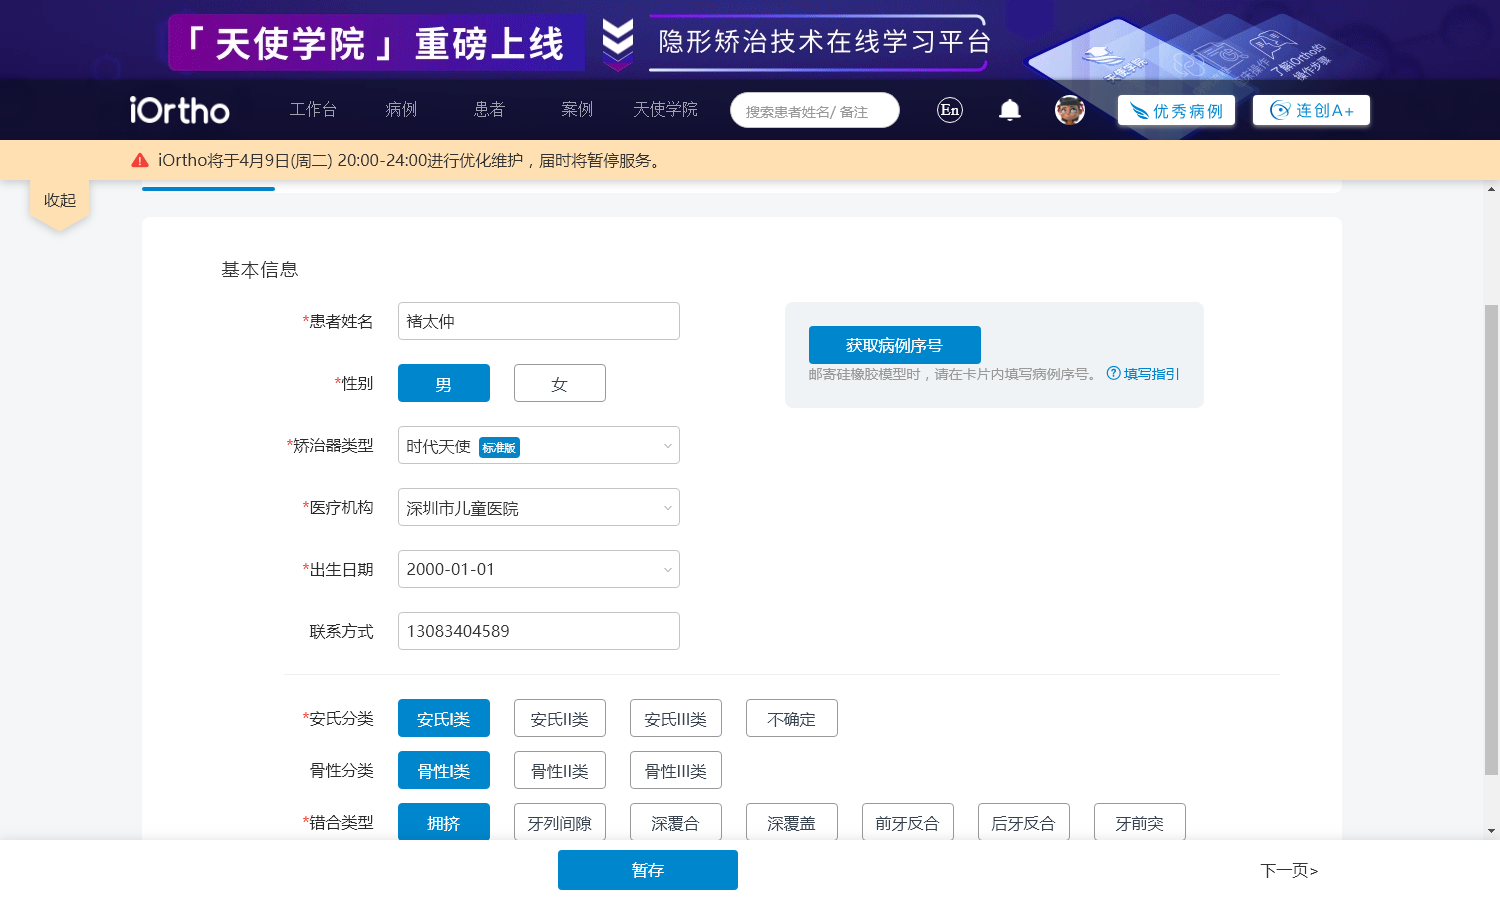 「 天使学院 」 重磅上线
隐形矫治技术在线学习平台
天使学院
了解iOrtho的
操作步骤
iOrtho 工作台 病例 患者 案例 天使学院 搜索患者姓名/ 备注 En 优秀病例 连创A+
iOrtho将于4月9日(周二) 20:00-24:00进行优化维护，届时将暂停服务。
收起
基本信息
*患者姓名 褚太仲
获取病例序号
邮寄硅橡胶模型时，请在卡片内填写病例序号。 ? 填写指引
*性别 男 女
*矫治器类型 时代天使 标准版
*医疗机构 深圳市儿童医院
*出生日期 2000-01-01
联系方式 13083404589
*安氏分类 安氏I类 安氏II类 安氏III类 不确定
骨性分类 骨性I类 骨性II类 骨性III类
*错合类型 拥挤 牙列间隙 深覆合 深覆盖 前牙反合 后牙反合 牙前突
暂存 下一页>